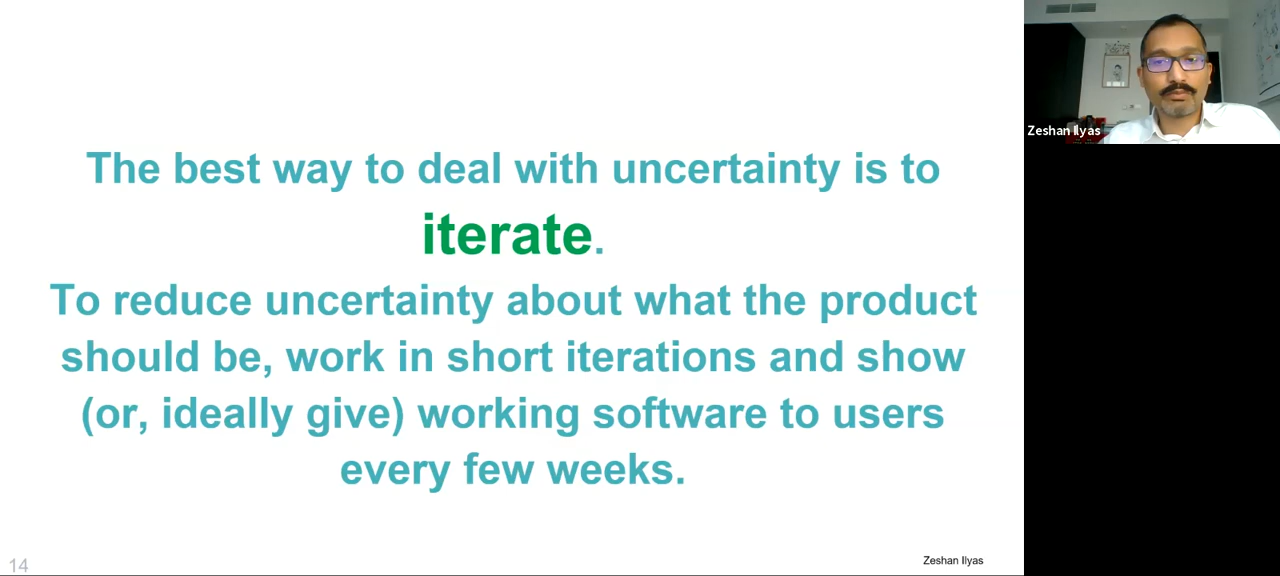 The best way to deal with uncertainty is to
iterate.
To reduce uncertainty about what the product
should be, work in short iterations and show
(or, ideally give) working software to users
every few weeks.
14
Zeshan Ilyas
Zeshan Ilyas